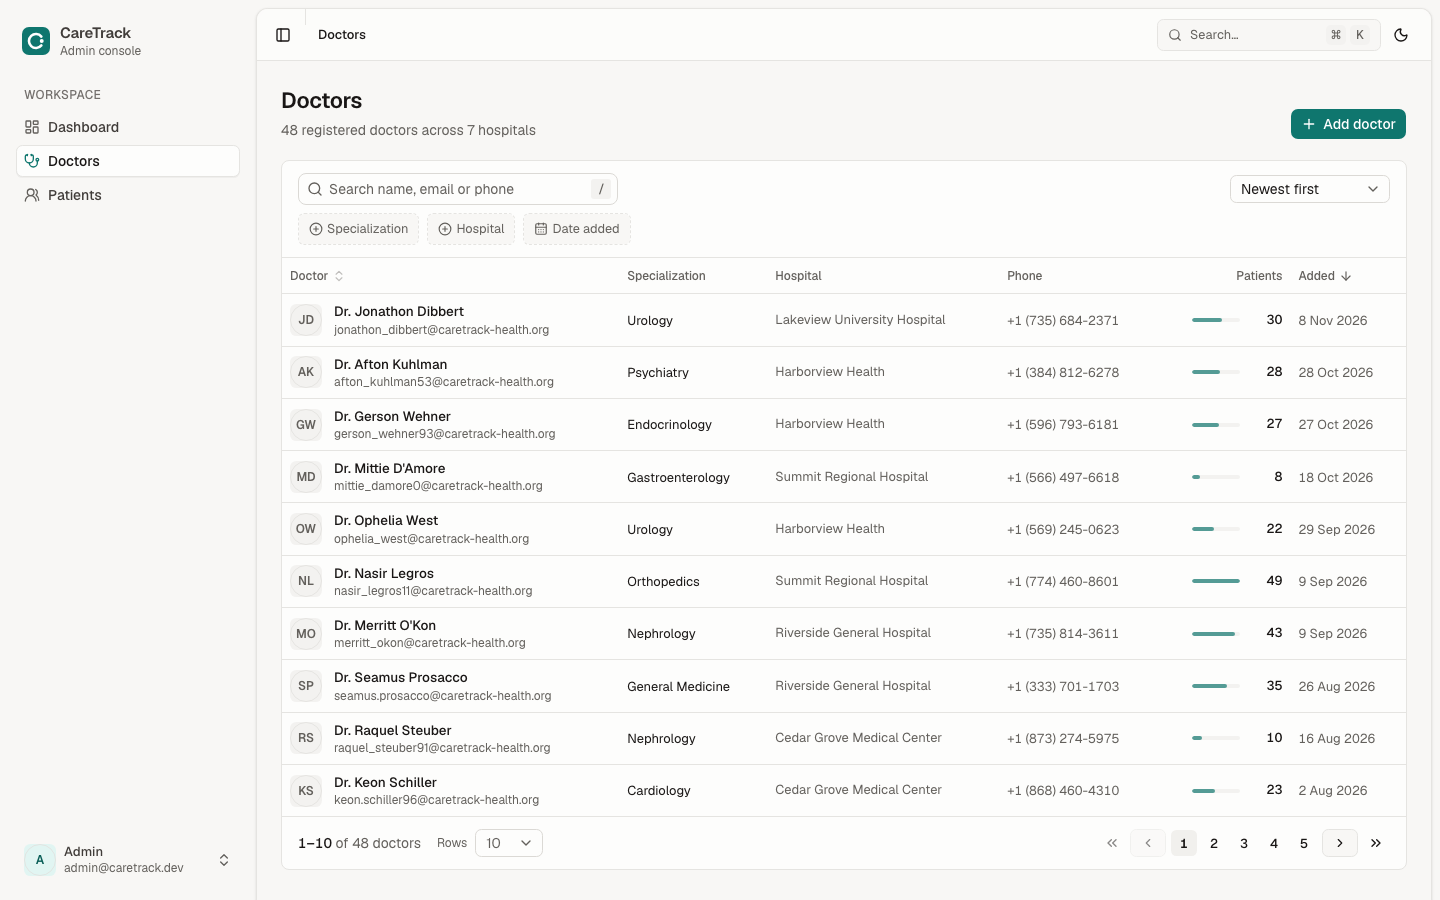 CareTrack
Admin console
WORKSPACE
Dashboard
Doctors
Patients
A
Admin
admin@caretrack.dev
Doctors
Search...
⌘ K
Doctors
48 registered doctors across 7 hospitals
+ Add doctor
Search name, email or phone /
Newest first
Specialization Hospital Date added
Doctor Specialization Hospital Phone Patients Added ↓
JD Dr. Jonathon Dibbert Urology Lakeview University Hospital +1 (735) 684-2371 30 8 Nov 2026
jonathon_dibbert@caretrack-health.org
AK Dr. Afton Kuhlman Psychiatry Harborview Health +1 (384) 812-6278 28 28 Oct 2026
afton_kuhlman53@caretrack-health.org
GW Dr. Gerson Wehner Endocrinology Harborview Health +1 (596) 793-6181 27 27 Oct 2026
gerson_wehner93@caretrack-health.org
MD Dr. Mittie D'Amore Gastroenterology Summit Regional Hospital +1 (566) 497-6618 8 18 Oct 2026
mittie_damore0@caretrack-health.org
OW Dr. Ophelia West Urology Harborview Health +1 (569) 245-0623 22 29 Sep 2026
ophelia_west@caretrack-health.org
NL Dr. Nasir Legros Orthopedics Summit Regional Hospital +1 (774) 460-8601 49 9 Sep 2026
nasir_legros11@caretrack-health.org
MO Dr. Merritt O'Kon Nephrology Riverside General Hospital +1 (735) 814-3611 43 9 Sep 2026
merritt_okon@caretrack-health.org
SP Dr. Seamus Prosacco General Medicine Riverside General Hospital +1 (333) 701-1703 35 26 Aug 2026
seamus.prosacco@caretrack-health.org
RS Dr. Raquel Steuber Nephrology Cedar Grove Medical Center +1 (873) 274-5975 10 16 Aug 2026
raquel_steuber91@caretrack-health.org
KS Dr. Keon Schiller Cardiology Cedar Grove Medical Center +1 (868) 460-4310 23 2 Aug 2026
keon.schiller96@caretrack-health.org
1–10 of 48 doctors Rows 10 « ‹ 1 2 3 4 5 › »